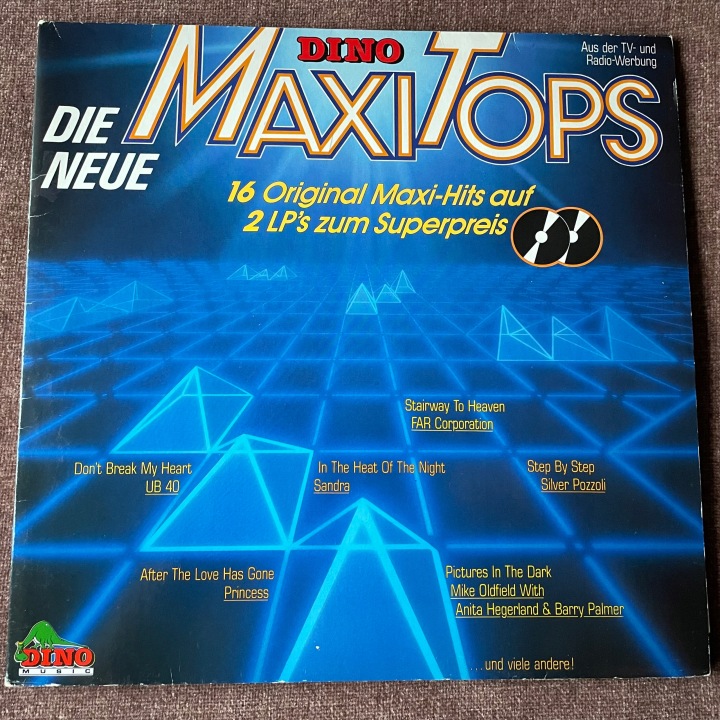 DINO
Aus der TV- und
Radio-Werbung
DIE
NEUE
MAXITOPS
16 Original Maxi-Hits auf
2 LP's zum Superpreis
Stairway To Heaven
FAR Corporation
Don't Break My Heart
UB 40
In The Heat Of The Night
Sandra
Step By Step
Silver Pozzoli
After The Love Has Gone
Princess
Pictures In The Dark
Mike Oldfield With
Anita Hegerland & Barry Palmer
...und viele andere!
DINO
MUSIC